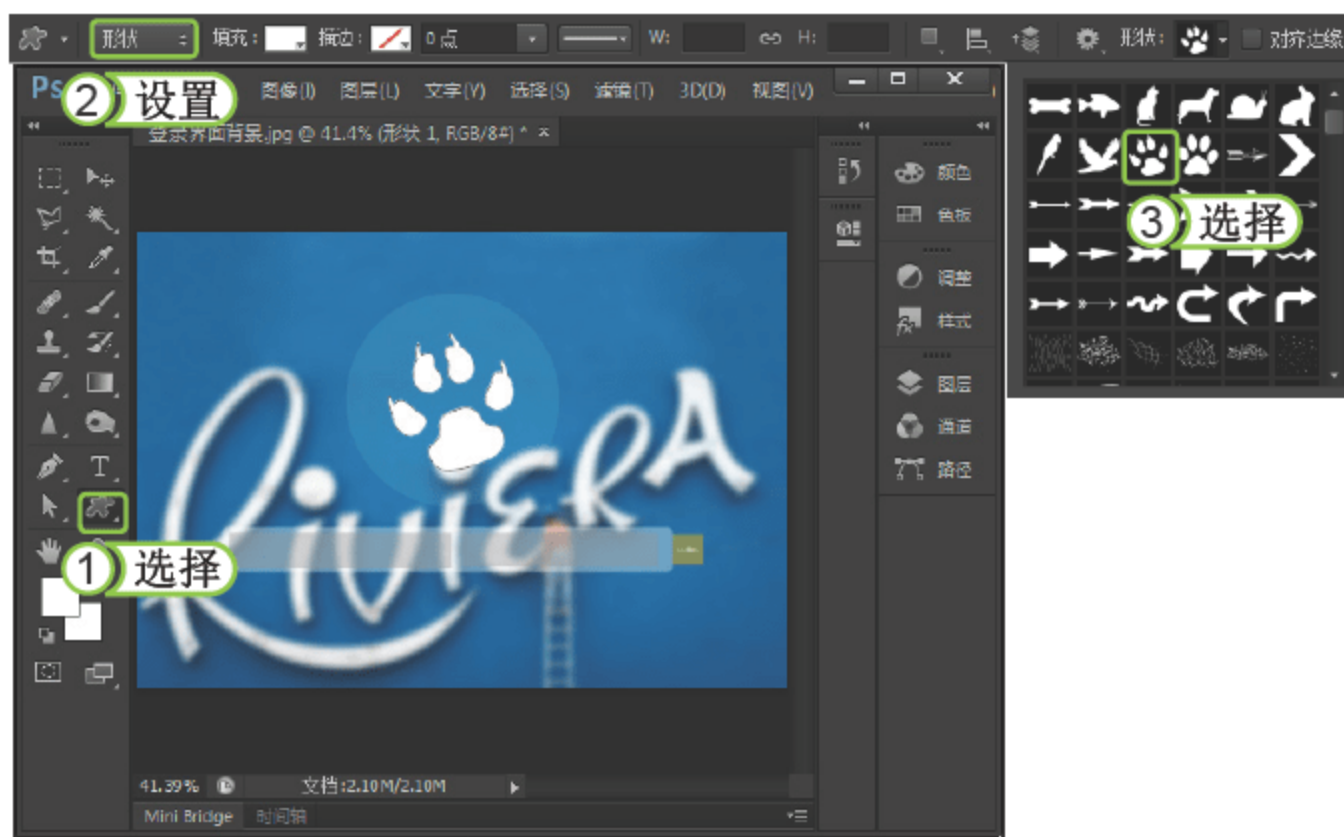 形状 填充: 描边: 0点 W: H: 形状: 对齐边缘
Ps 图像(I) 图层(L) 文字(Y) 选择(S) 滤镜(T) 3D(D) 视图(V)
② 设置
登录界面背景.jpg @ 41.4% (形状 1, RGB/8#) *
颜色
色板
③ 选择
调整
样式
图层
通道
路径
T
RiViERA
① 选择
41.39% 文档:2.10M/2.10M
Mini Bridge 时间轴